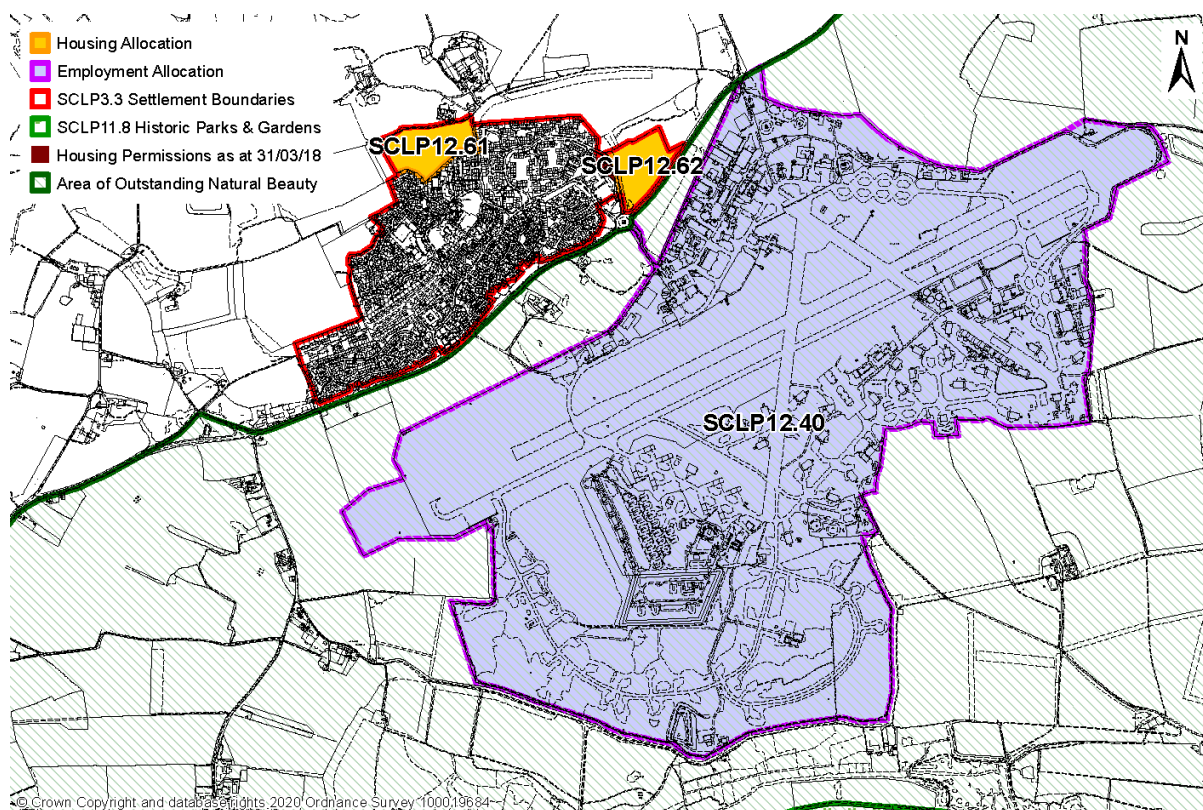 Housing Allocation
Employment Allocation
SCLP3.3 Settlement Boundaries
SCLP11.8 Historic Parks & Gardens
Housing Permissions as at 31/03/18
Area of Outstanding Natural Beauty
N
SCLP12.61
SCLP12.62
SCLP12.40
© Crown Copyright and database rights 2020 Ordnance Survey 100019684